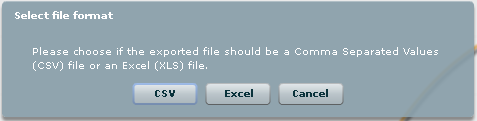 Select file format
Please choose if the exported file should be a Comma Separated Values
(CSV) file or an Excel (XLS) file.
CSV Excel Cancel